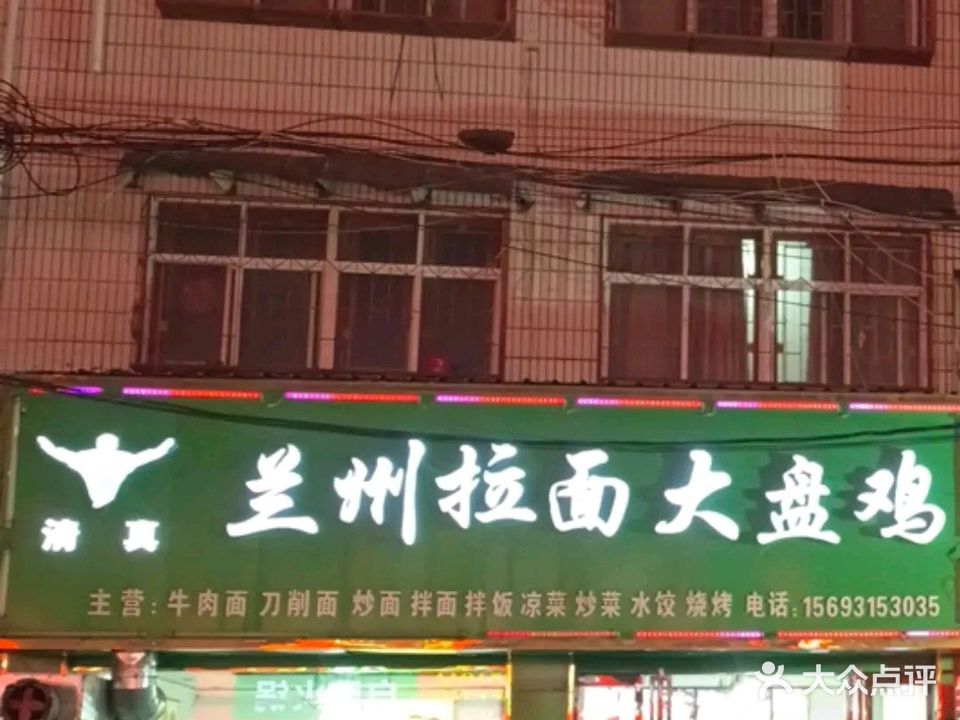 兰州拉面大盘鸡
清真
主营：牛肉面 刀削面 炒面 拌面 拌饭 凉菜 炒菜 水饺 烧烤 电话：15693153035
大众点评